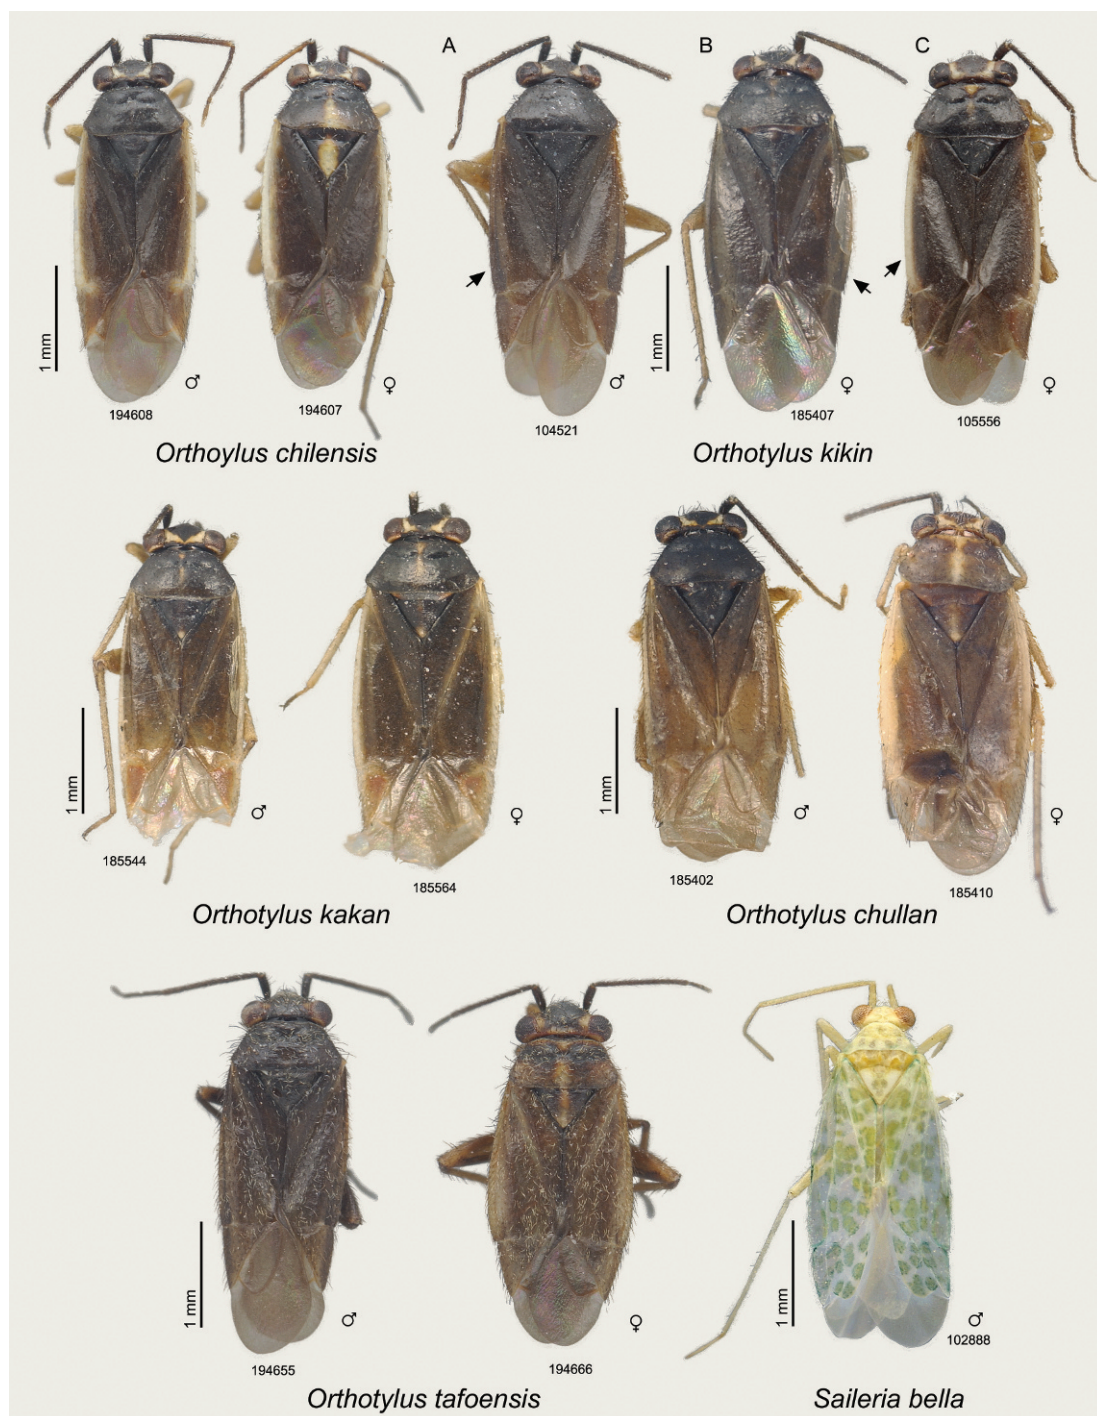 A
B
C
1 mm
♂
♀
♂
♀
♀
194608
194607
104521
185407
105556
Orthoylus chilensis
Orthotylus kikin
1 mm
1 mm
1 mm
♂
♀
♂
♀
185544
185564
185402
185410
Orthotylus kakan
Orthotylus chullan
1 mm
1 mm
♂
♀
♂
102888
194655
194666
Orthotylus tafoensis
Saileria bella